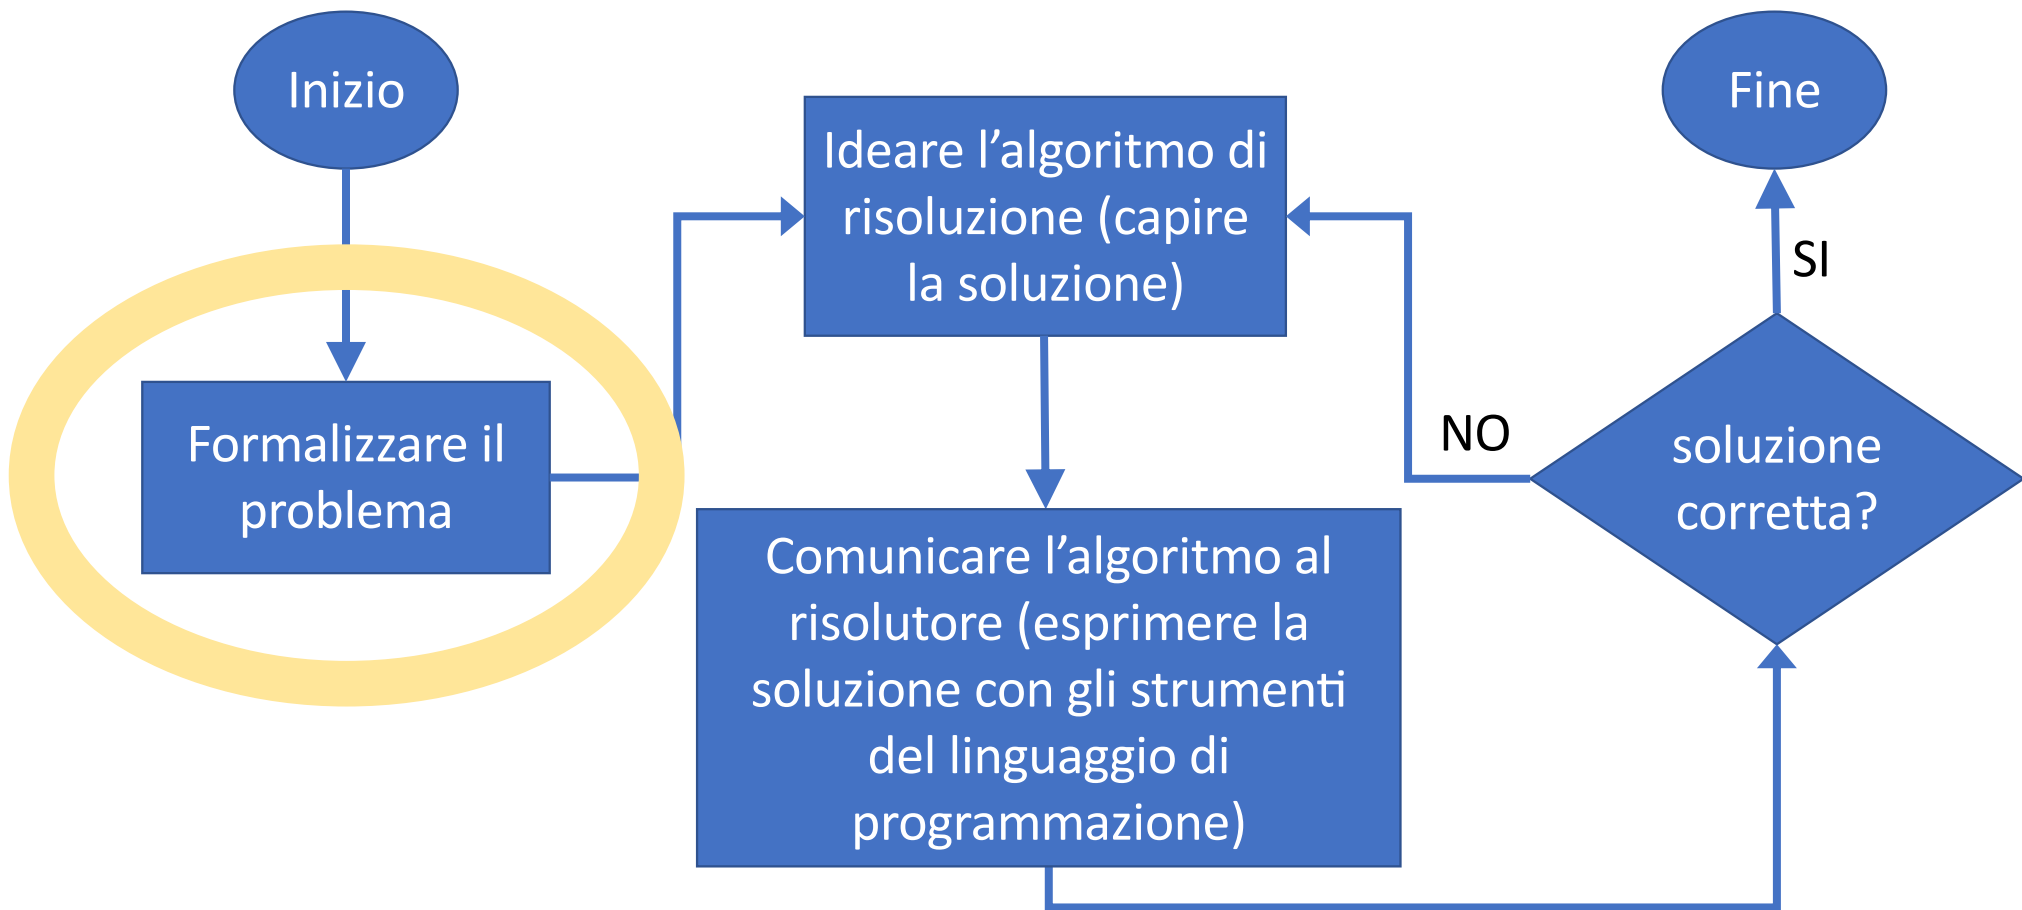 Inizio
Formalizzare il
problema
Ideare l’algoritmo di
risoluzione (capire
la soluzione)
Comunicare l’algoritmo al
risolutore (esprimere la
soluzione con gli strumenti
del linguaggio di
programmazione)
soluzione
corretta?
NO
SI
Fine